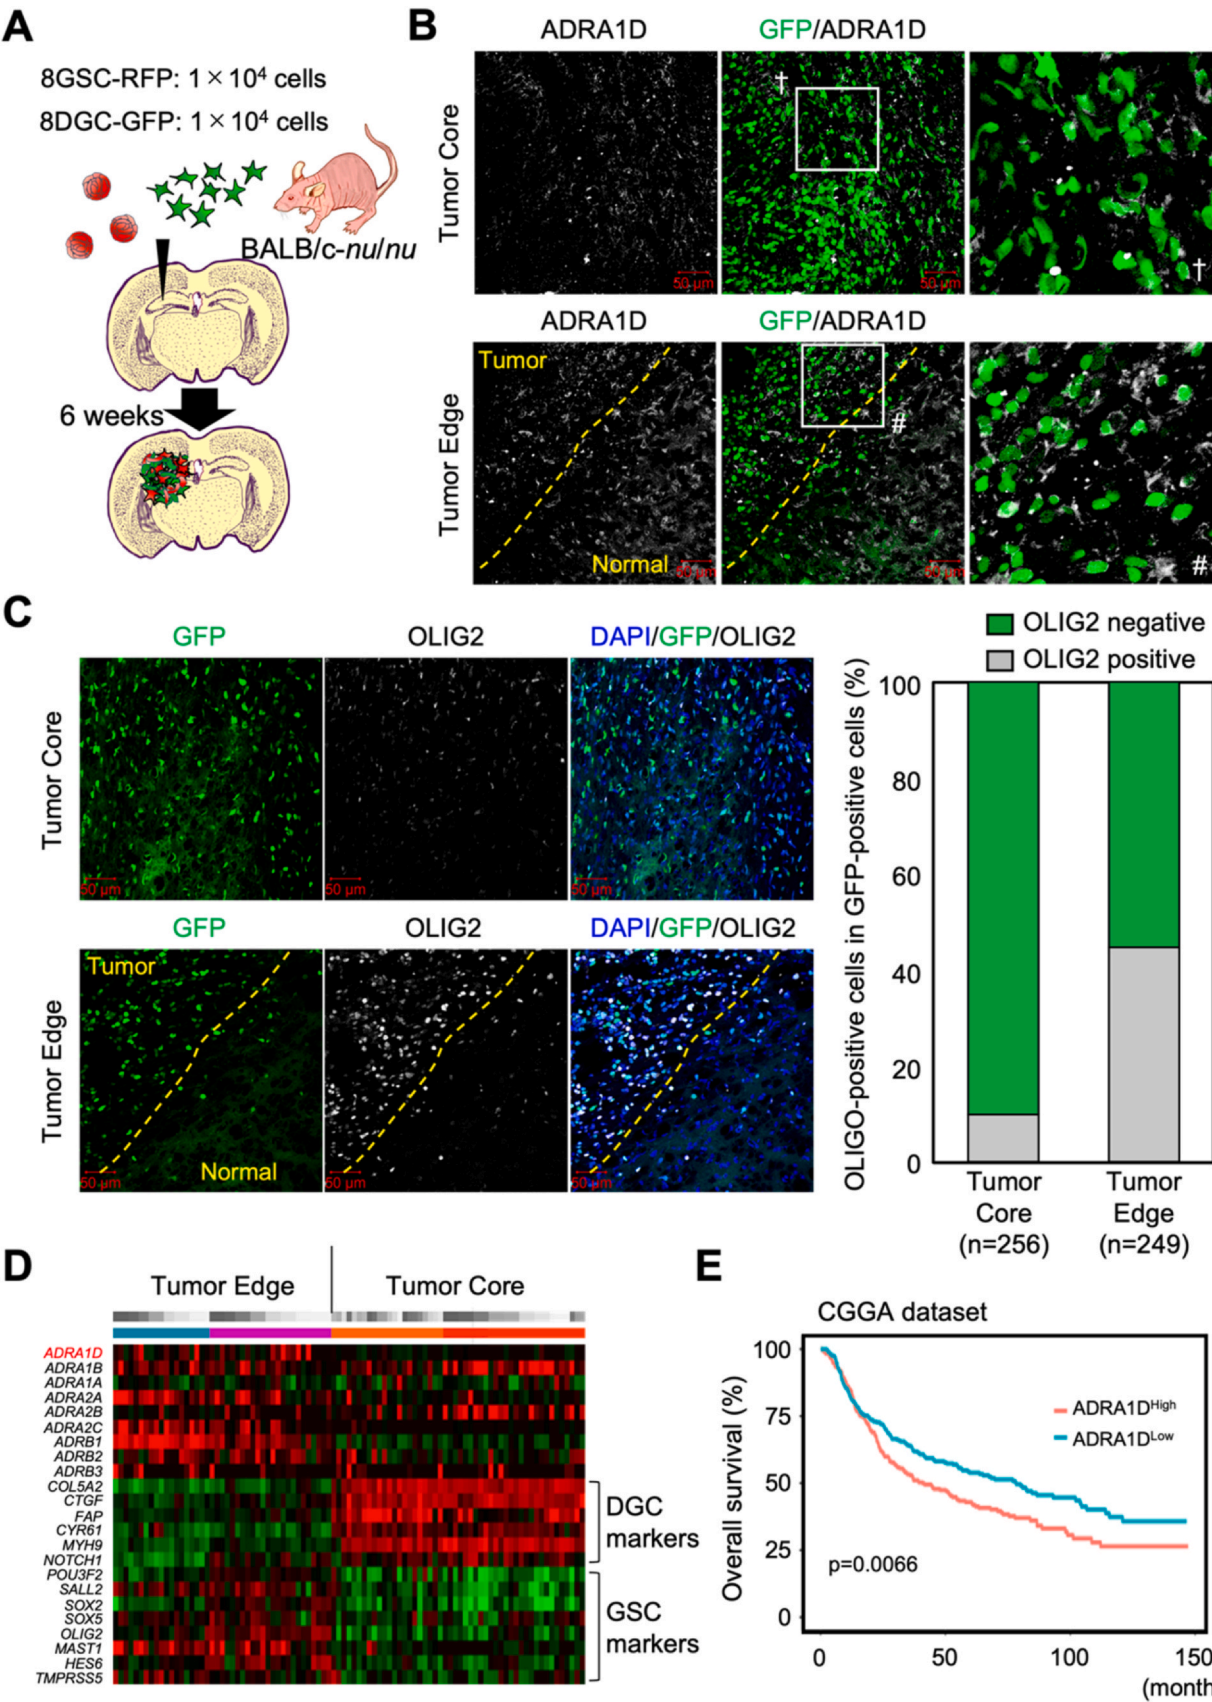 A
8GSC-RFP: 1×10⁴ cells
8DGC-GFP: 1×10⁴ cells
BALB/c-nu/nu
6 weeks
B
ADRA1D
GFP/ADRA1D
Tumor Core
†
50 µm
50 µm
†
ADRA1D
GFP/ADRA1D
Tumor Edge
Tumor
Normal
50 µm
#
50 µm
#
C
GFP
OLIG2
DAPI/GFP/OLIG2
Tumor Core
50 µm
50 µm
50 µm
GFP
OLIG2
DAPI/GFP/OLIG2
Tumor Edge
Tumor
Normal
50 µm
50 µm
50 µm
OLIG2 negative
OLIG2 positive
OLIGO-positive cells in GFP-positive cells (%)
100
80
60
40
20
0
Tumor
Core
(n=256)
Tumor
Edge
(n=249)
D
Tumor Edge
Tumor Core
ADRA1D
ADRA1B
ADRA1A
ADRA2A
ADRA2B
ADRA2C
ADRB1
ADRB2
ADRB3
COL5A2
CTGF
FAP
CYR61
MYH9
NOTCH1
POU3F2
SALL2
SOX2
SOX5
OLIG2
MAST1
HES6
TMPRSS5
DGC
markers
GSC
markers
E
CGGA dataset
Overall survival (%)
100
75
50
25
0
ADRA1DHigh
ADRA1DLow
p=0.0066
0
50
100
150
(month